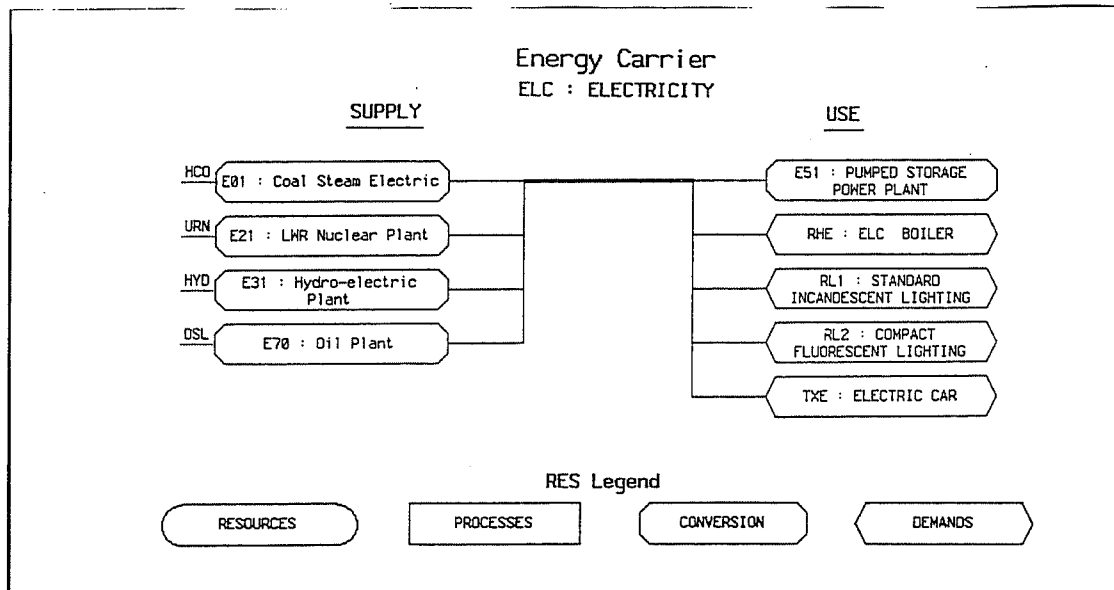 Energy Carrier
ELC : ELECTRICITY
SUPPLY
USE
HCO
E01 : Coal Steam Electric
URN
E21 : LWR Nuclear Plant
HYD
E31 : Hydro-electric
Plant
DSL
E70 : Oil Plant
E51 : PUMPED STORAGE
POWER PLANT
RHE : ELC BOILER
RL1 : STANDARD
INCANDESCENT LIGHTING
RL2 : COMPACT
FLUORESCENT LIGHTING
TXE : ELECTRIC CAR
RES Legend
RESOURCES
PROCESSES
CONVERSION
DEMANDS